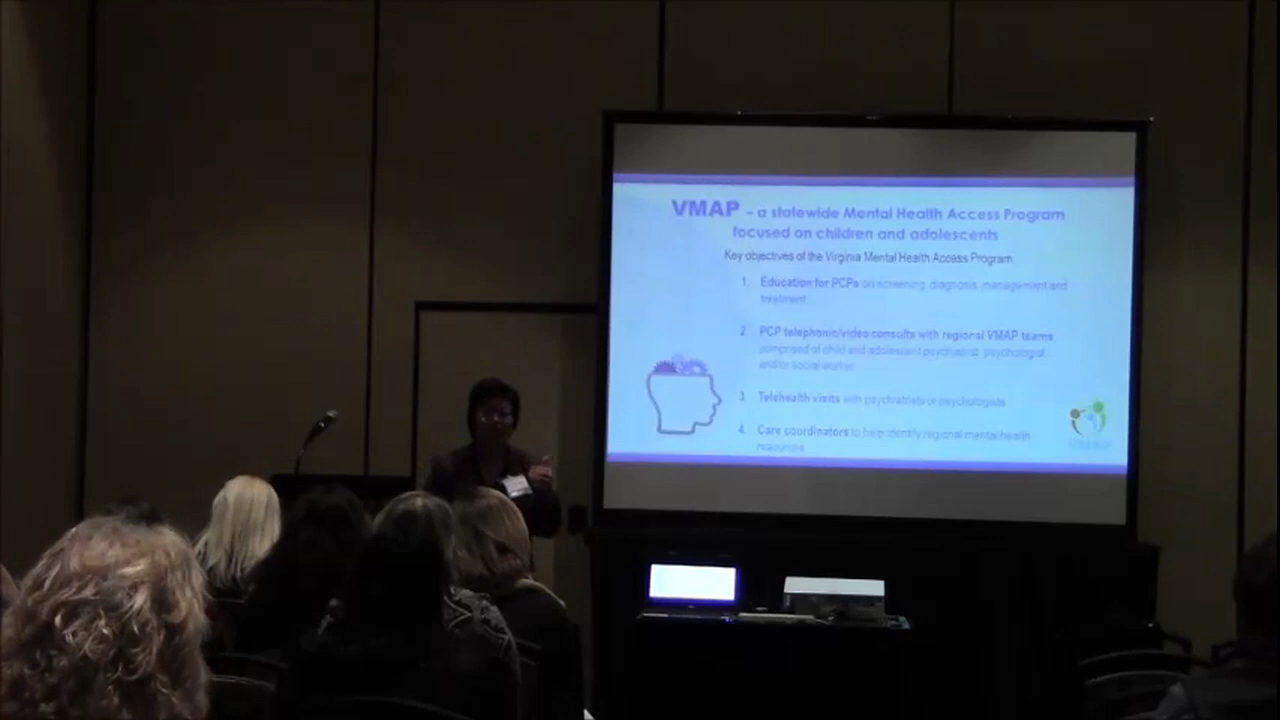 VMAP – a statewide Mental Health Access Program
focused on children and adolescents
Key objectives of the Virginia Mental Health Access Program
1. Education for PCPs on screening, diagnosis, management and
treatment
2. PCP telephonic/video consults with regional VMAP teams
comprised of child and adolescent psychiatrist, psychologist
and/or social worker
3. Telehealth visits with psychiatrists or psychologists
4. Care coordinators to help identify regional mental health
resources